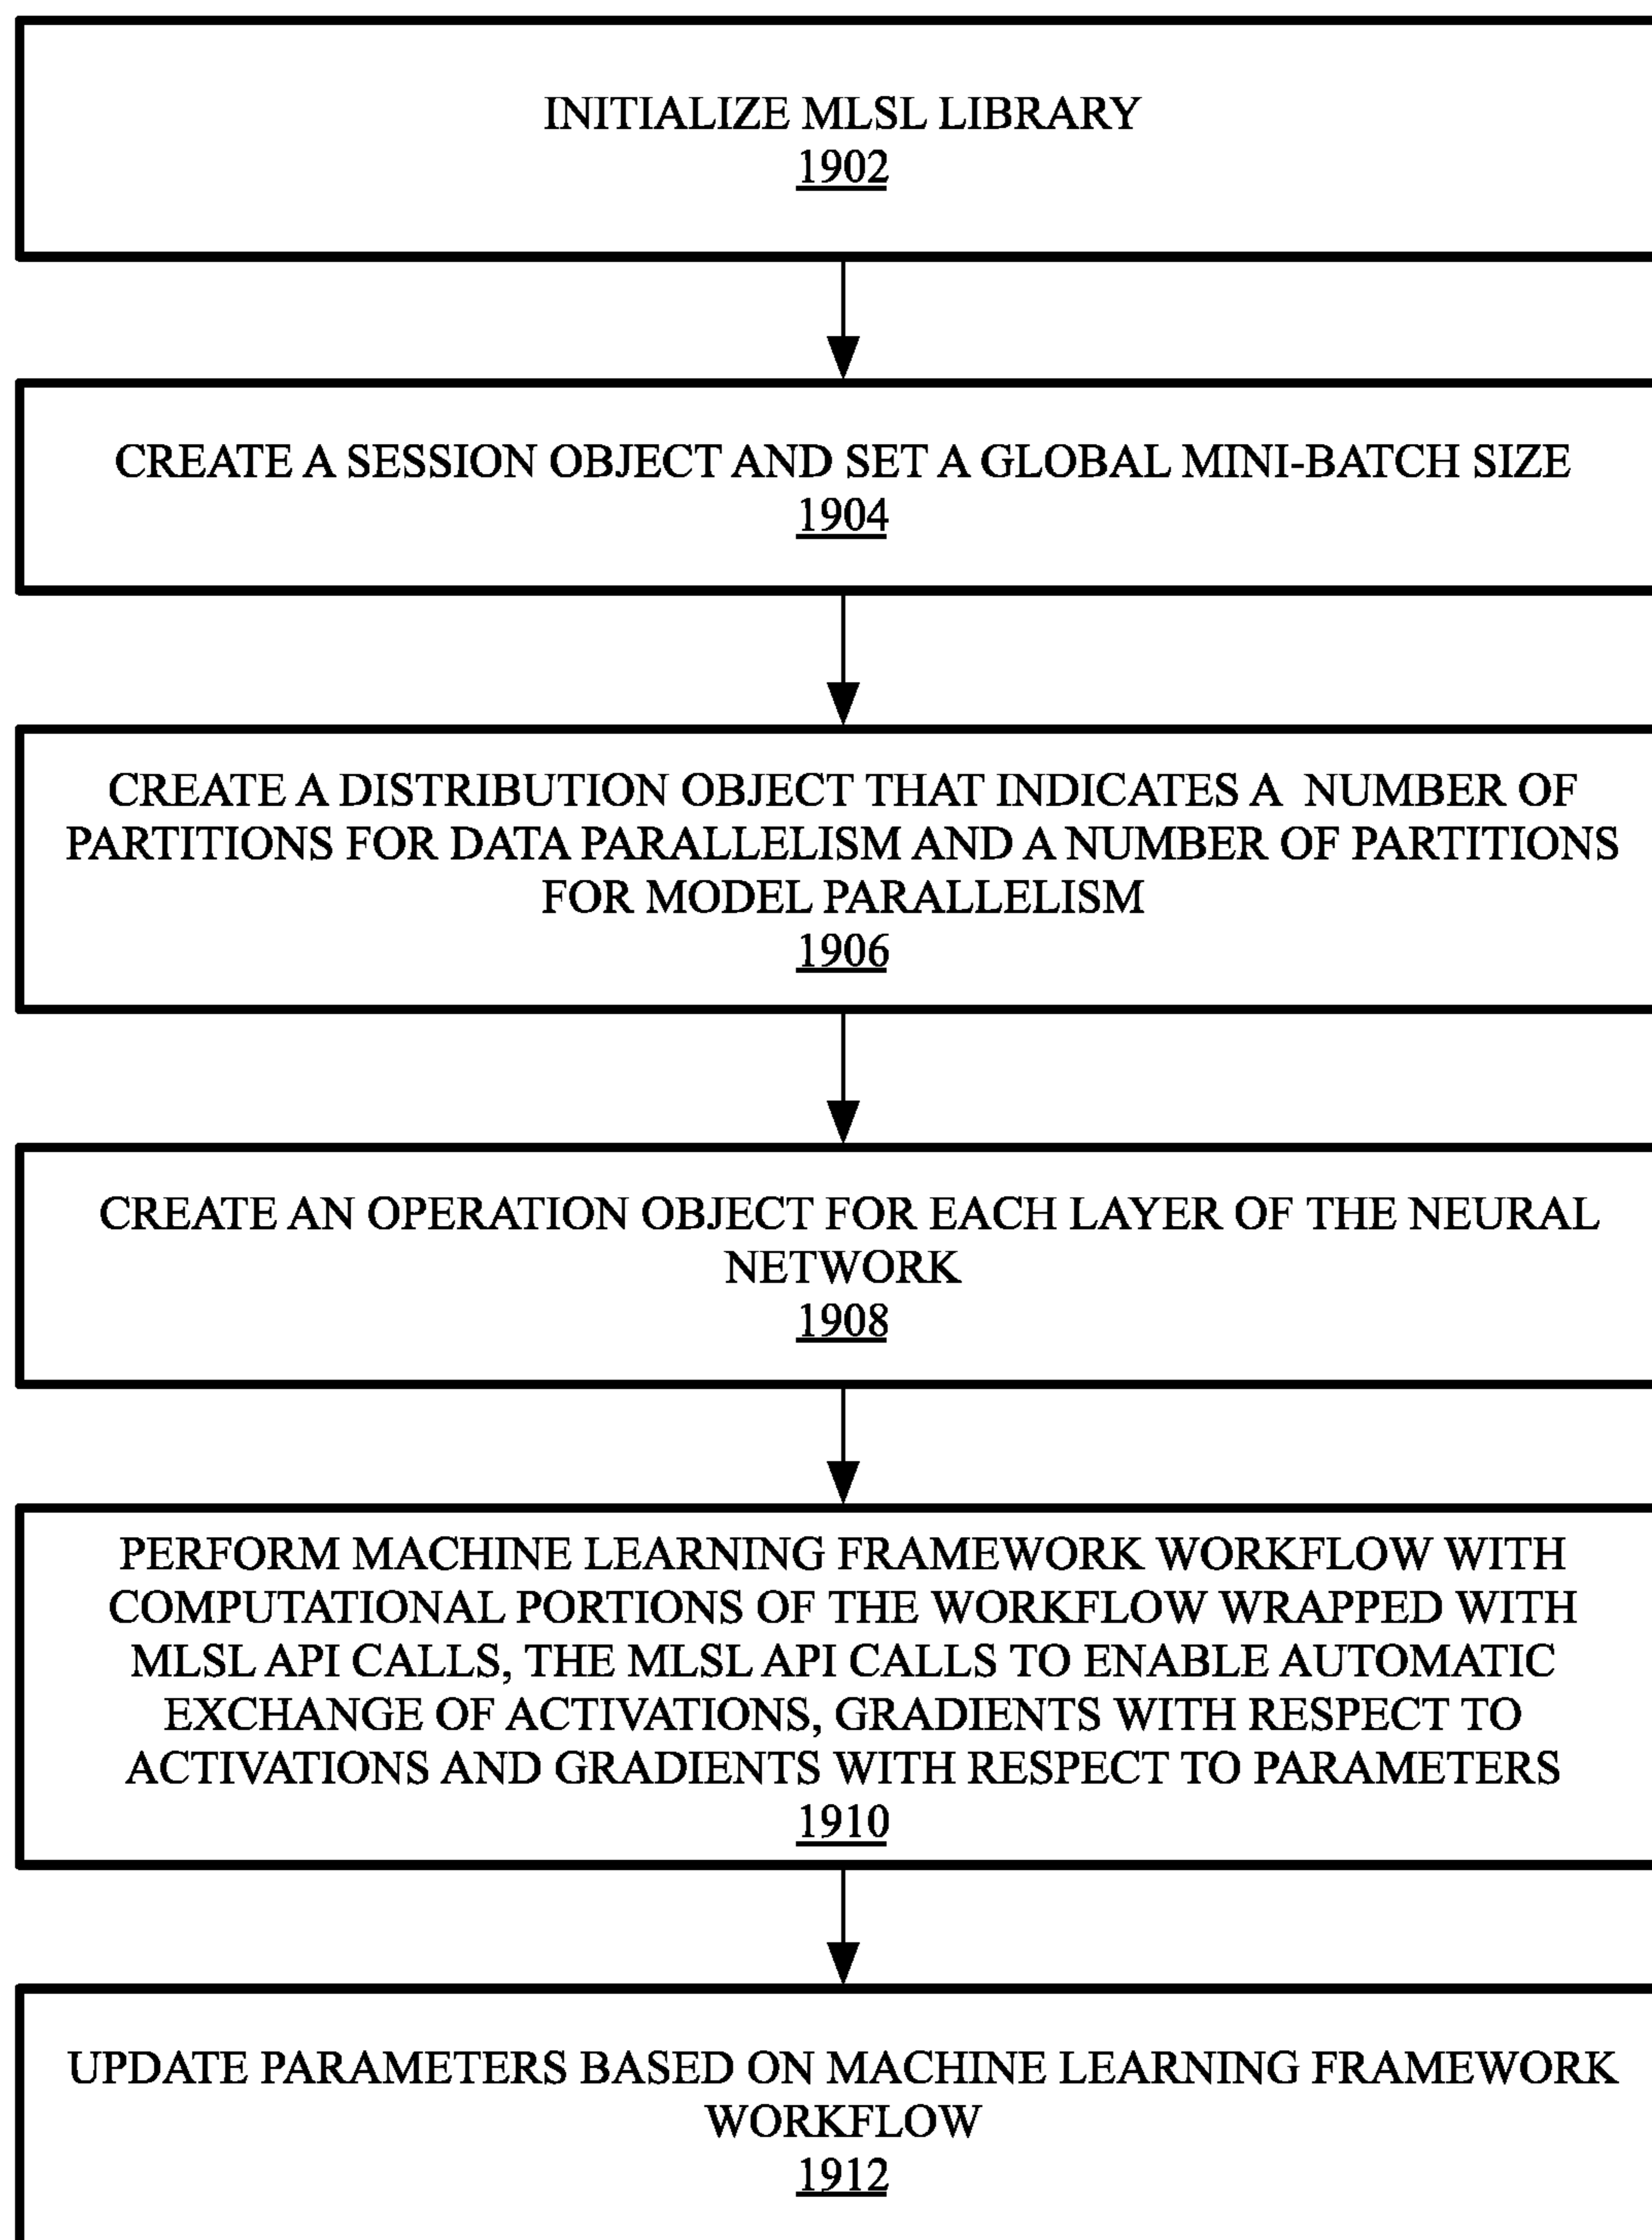 INITIALIZE MLSL LIBRARY
1902
CREATE A SESSION OBJECT AND SET A GLOBAL MINI-BATCH SIZE
1904
CREATE A DISTRIBUTION OBJECT THAT INDICATES A NUMBER OF
PARTITIONS FOR DATA PARALLELISM AND A NUMBER OF PARTITIONS
FOR MODEL PARALLELISM
1906
CREATE AN OPERATION OBJECT FOR EACH LAYER OF THE NEURAL
NETWORK
1908
PERFORM MACHINE LEARNING FRAMEWORK WORKFLOW WITH
COMPUTATIONAL PORTIONS OF THE WORKFLOW WRAPPED WITH
MLSL API CALLS, THE MLSL API CALLS TO ENABLE AUTOMATIC
EXCHANGE OF ACTIVATIONS, GRADIENTS WITH RESPECT TO
ACTIVATIONS AND GRADIENTS WITH RESPECT TO PARAMETERS
1910
UPDATE PARAMETERS BASED ON MACHINE LEARNING FRAMEWORK
WORKFLOW
1912